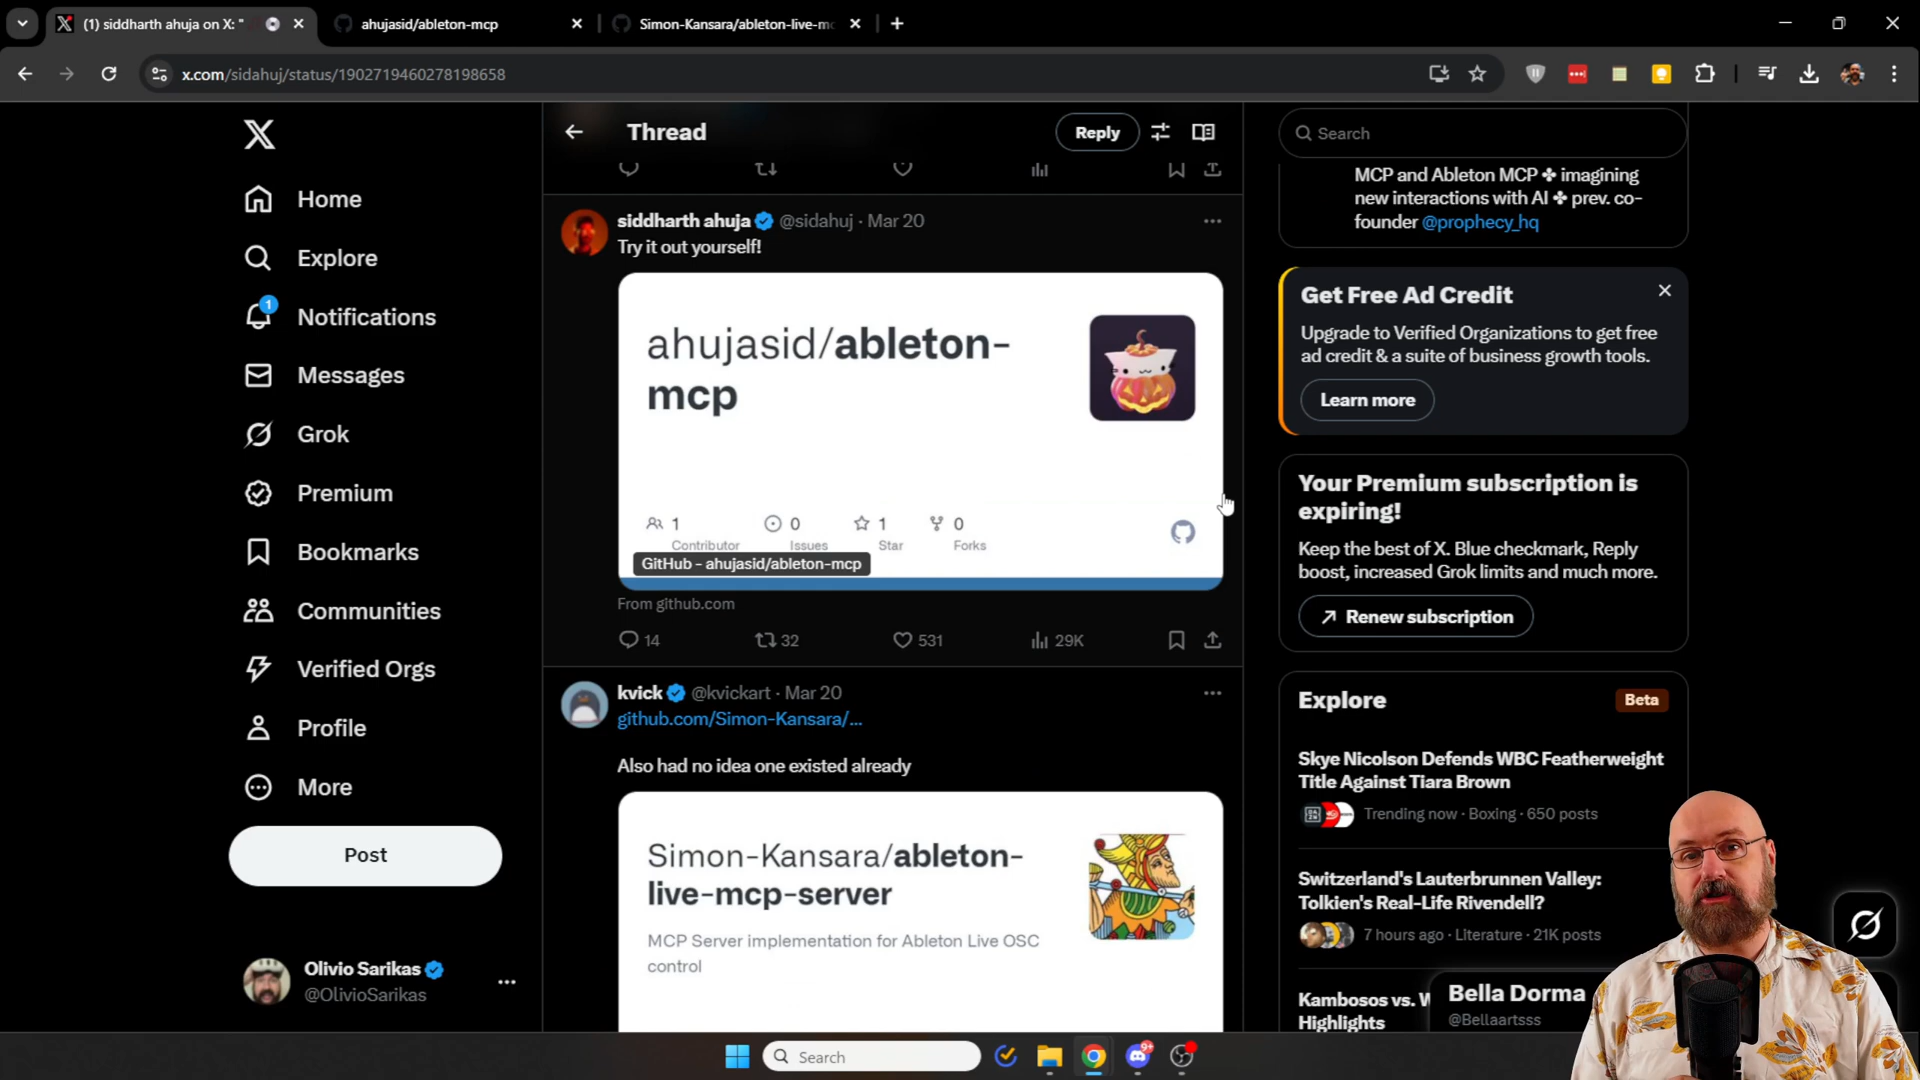 (1) siddharth ahuja on X: "
ahujasid/ableton-mcp
Simon-Kansara/ableton-live-mc
x.com/sidahuj/status/1902719460278198658
Home
Explore
Notifications
1
Messages
Grok
Premium
Bookmarks
Communities
Verified Orgs
Profile
More
Post
Olivio Sarikas
@OlivioSarikas
Thread
Reply
siddharth ahuja @sidahuj · Mar 20
Try it out yourself!
ahujasid/ableton-
mcp
1
Contributor
0
Issues
1
Star
0
Forks
GitHub - ahujasid/ableton-mcp
From github.com
14
32
531
29K
kvick @kvickart · Mar 20
github.com/Simon-Kansara/...
Also had no idea one existed already
Simon-Kansara/ableton-
live-mcp-server
MCP Server implementation for Ableton Live OSC
control
Search
MCP and Ableton MCP ✤ imagining
new interactions with AI ✤ prev. co-
founder @prophecy_hq
Get Free Ad Credit
Upgrade to Verified Organizations to get free
ad credit & a suite of business growth tools.
Learn more
Your Premium subscription is
expiring!
Keep the best of X. Blue checkmark, Reply
boost, increased Grok limits and much more.
Renew subscription
Explore
Beta
Skye Nicolson Defends WBC Featherweight
Title Against Tiara Brown
Trending now · Boxing · 650 posts
Switzerland's Lauterbrunnen Valley:
Tolkien's Real-Life Rivendell?
7 hours ago · Literature · 21K posts
Kambosos vs. W
Highlights
Bella Dorma
@Bellaartsss
Search
9+